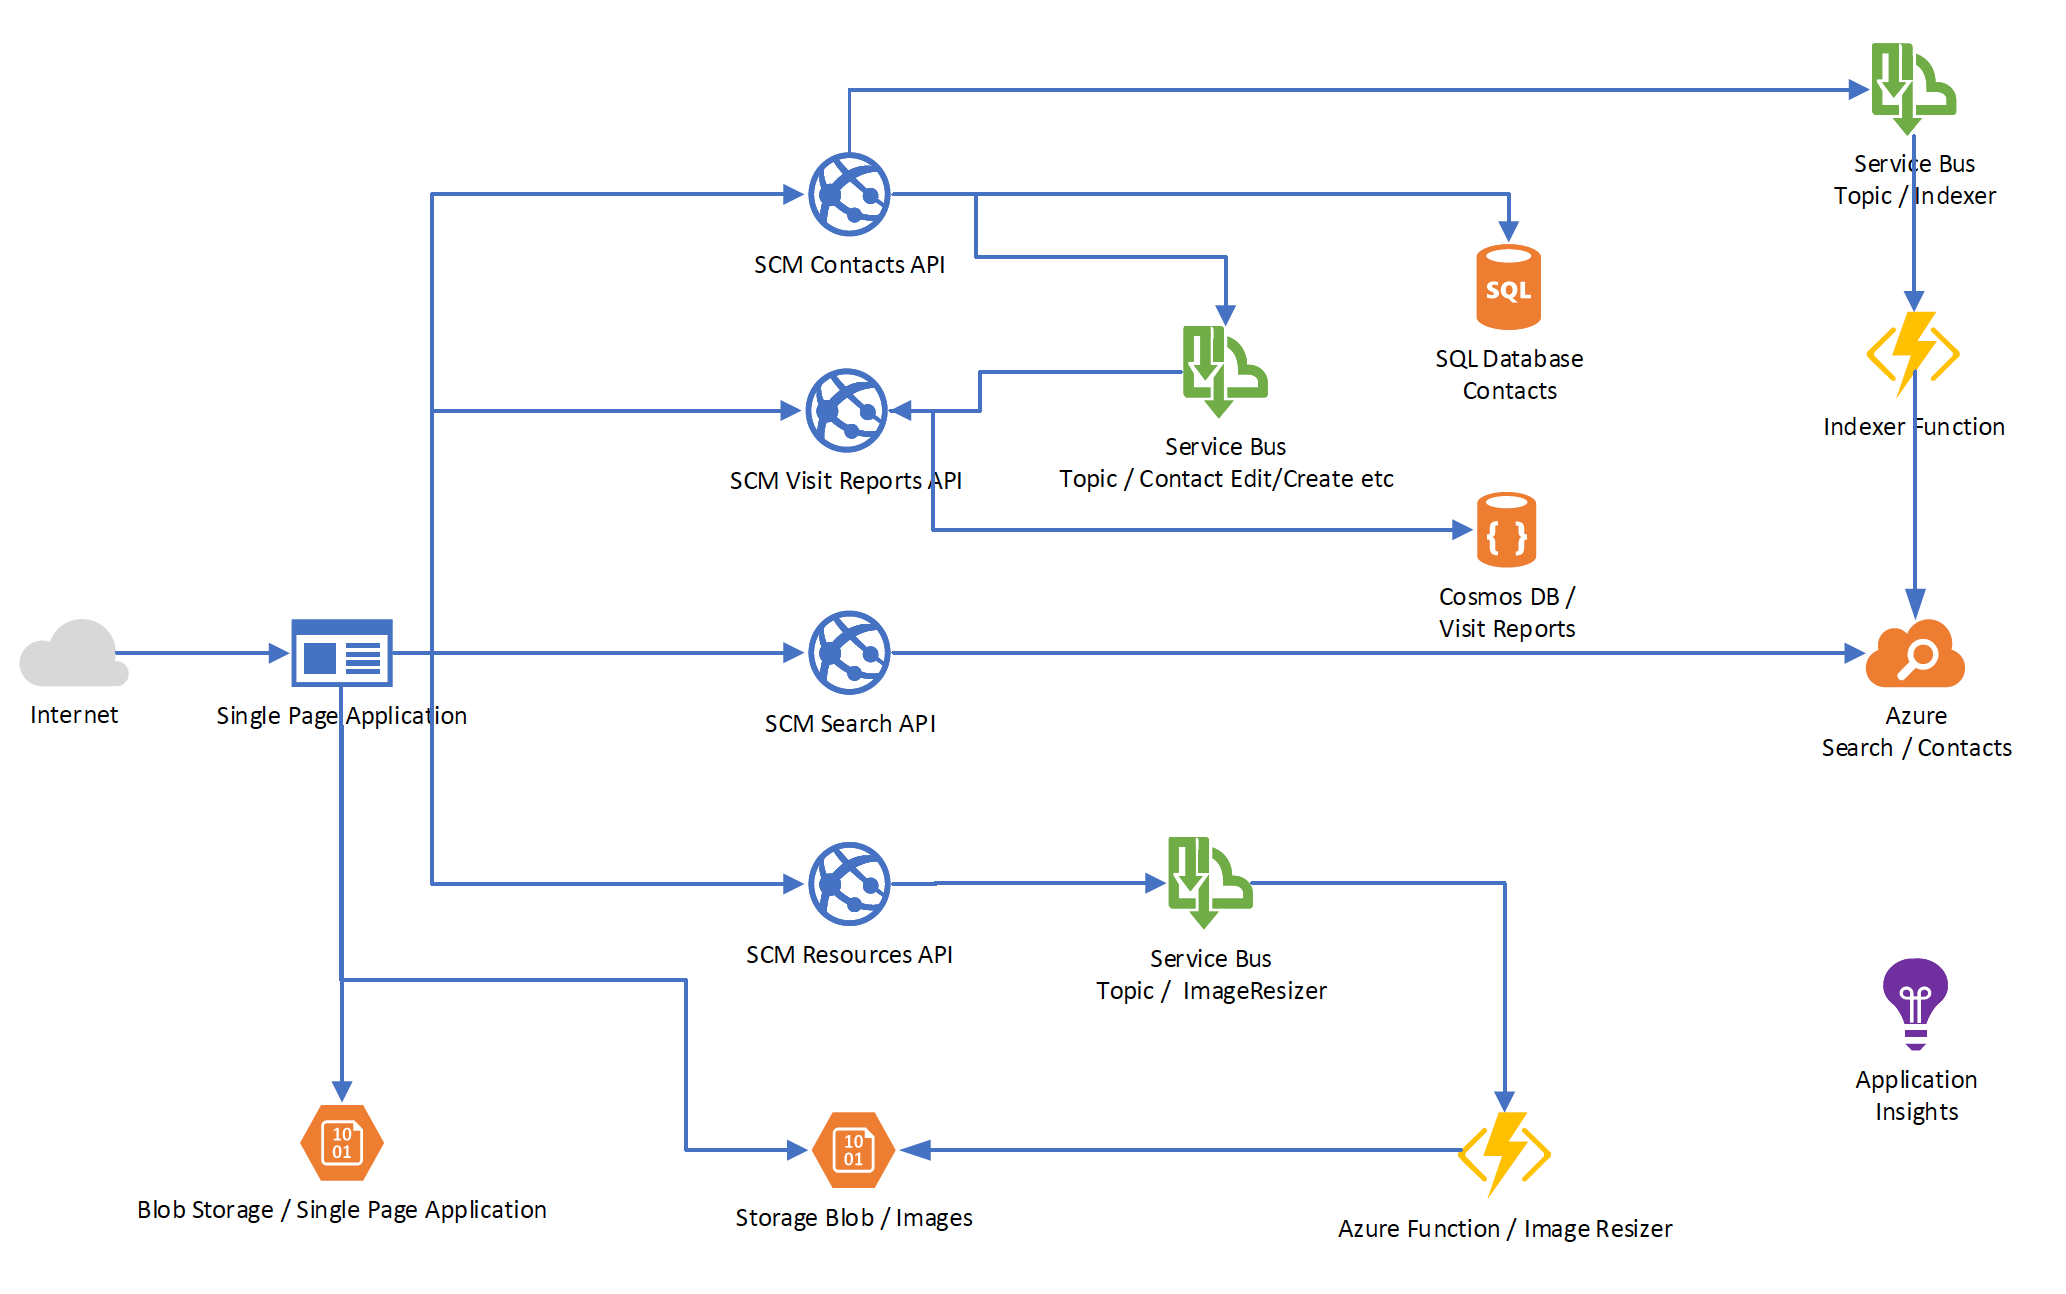 Service Bus
Topic / Indexer
SCM Contacts API
SQL
SQL Database
Contacts
Indexer Function
Service Bus
Topic / Contact Edit/Create etc
SCM Visit Reports API
{ }
Cosmos DB /
Visit Reports
Internet
Single Page Application
SCM Search API
Azure
Search / Contacts
SCM Resources API
Service Bus
Topic / ImageResizer
Application
Insights
10
01
Blob Storage / Single Page Application
10
01
Storage Blob / Images
Azure Function / Image Resizer